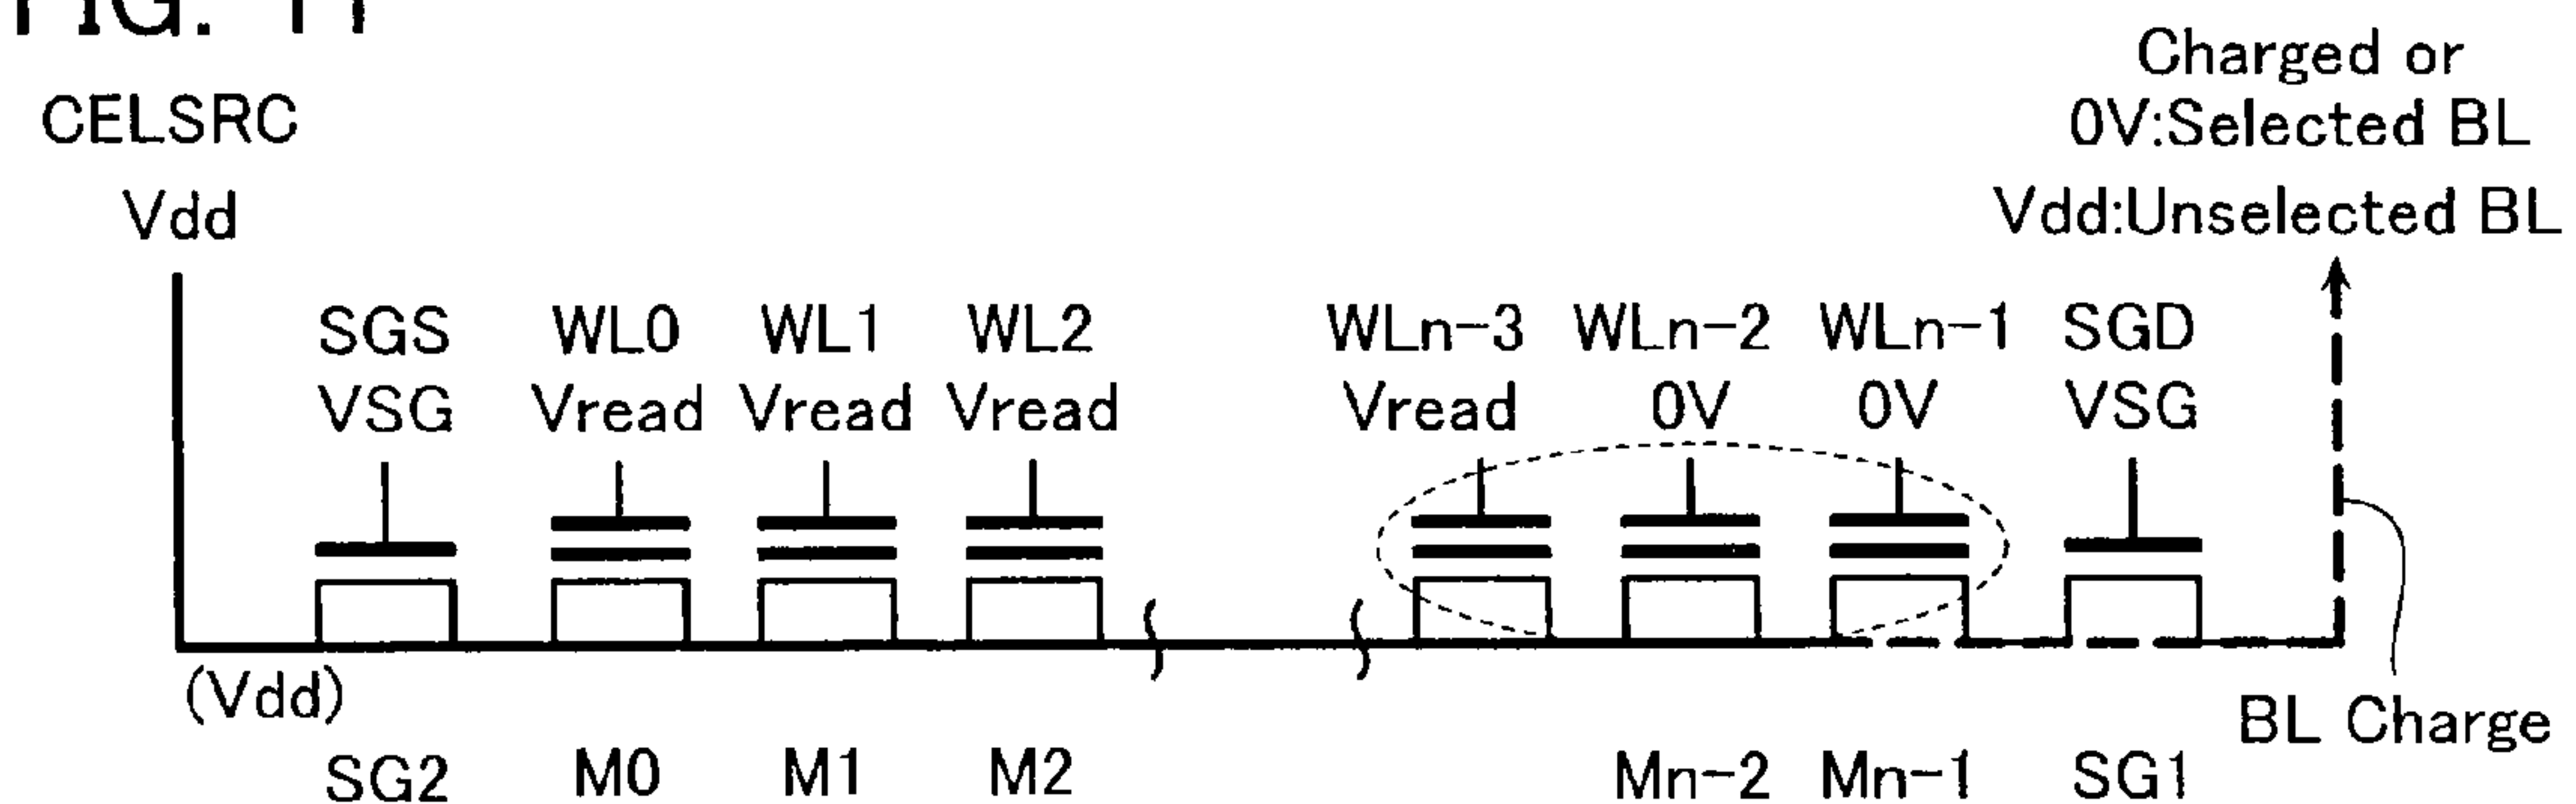 FIG. 11
CELSRC
Vdd
Charged or
0V:Selected BL
Vdd:Unselected BL
SGS WL0 WL1 WL2 WLn-3 WLn-2 WLn-1 SGD
VSG Vread Vread Vread Vread 0V 0V VSG
(Vdd)
BL Charge
SG2 M0 M1 M2 Mn-2 Mn-1 SG1